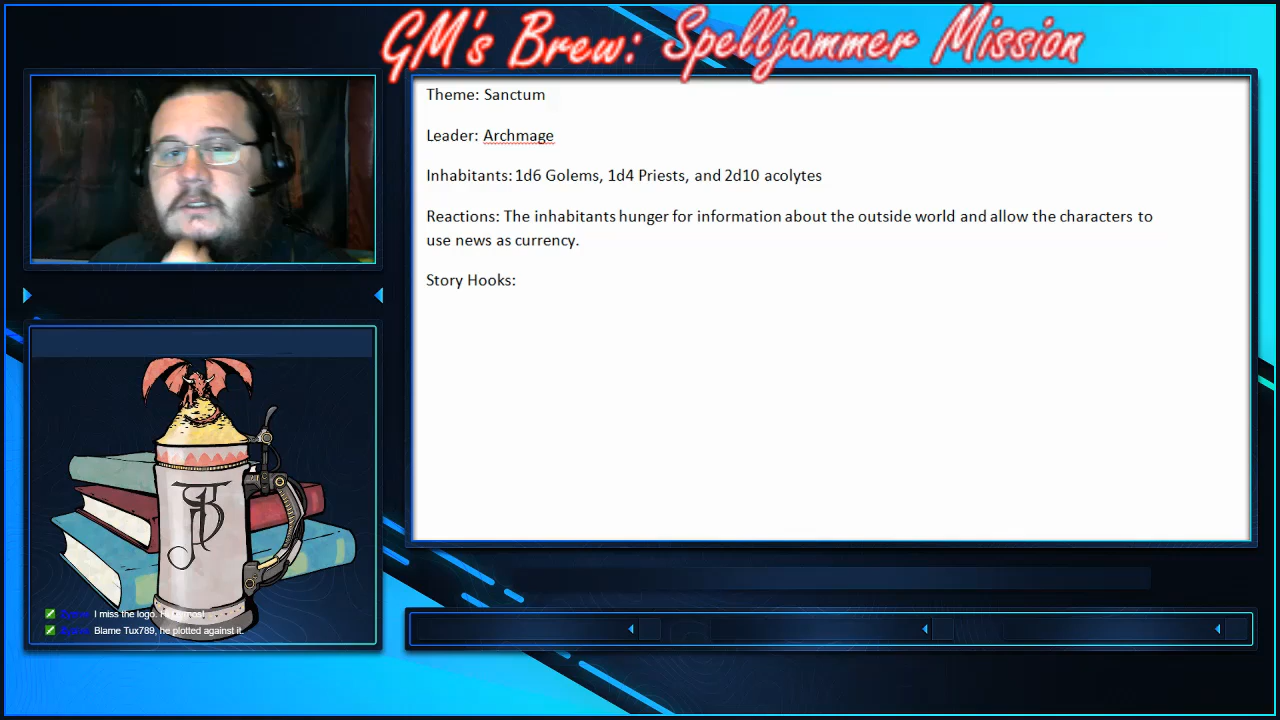 GM's Brew: Spelljammer Mission
Theme: Sanctum
Leader: Archmage
Inhabitants: 1d6 Golems, 1d4 Priests, and 2d10 acolytes
Reactions: The inhabitants hunger for information about the outside world and allow the characters to
use news as currency.
Story Hooks:
I miss the logo.
Blame Tux789, he plotted against it.